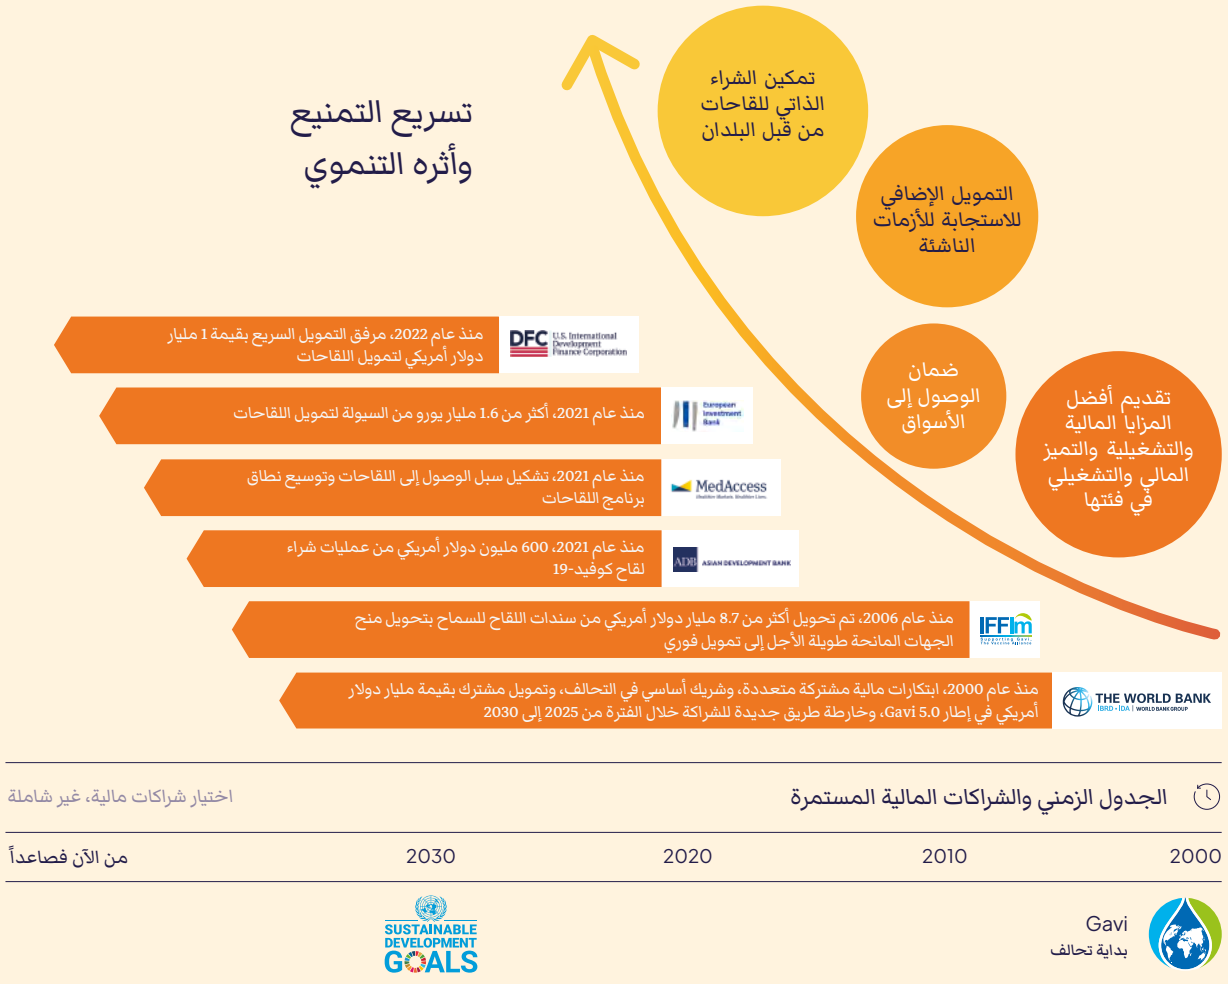 تسريع التمنيع
وأثره التنموي
تمكين الشراء
الذاتي للقاحات
من قبل البلدان
التمويل الإضافي
للاستجابة للأزمات
الناشئة
ضمان
الوصول إلى
الأسواق
تقديم أفضل
المزايا المالية
والتشغيلية والتميز
المالي والتشغيلي
في فئتها
DFC
U.S. International
Development
Finance Corporation
منذ عام 2022، مرفق التمويل السريع بقيمة 1 مليار
دولار أمريكي لتمويل اللقاحات
European
Investment
Bank
منذ عام 2021، أكثر من 1.6 مليار يورو من السيولة لتمويل اللقاحات
MedAccess
Healthier Markets. Healthier Lives.
منذ عام 2021، تشكيل سبل الوصول إلى اللقاحات وتوسيع نطاق
برنامج اللقاحات
ADB ASIAN DEVELOPMENT BANK
منذ عام 2021، 600 مليون دولار أمريكي من عمليات شراء
لقاح كوفيد-19
IFFIm
Supporting Gavi,
The Vaccine Alliance
منذ عام 2006، تم تحويل أكثر من 8.7 مليار دولار أمريكي من سندات اللقاح للسماح بتحويل منح
الجهات المانحة طويلة الأجل إلى تمويل فوري
THE WORLD BANK
IBRD • IDA | WORLD BANK GROUP
منذ عام 2000، ابتكارات مالية مشتركة متعددة، وشريك أساسي في التحالف، وتمويل مشترك بقيمة مليار دولار
أمريكي في إطار Gavi 5.0، وخارطة طريق جديدة للشراكة خلال الفترة من 2025 إلى 2030
الجدول الزمني والشراكات المالية المستمرة
اختيار شراكات مالية، غير شاملة
2000
2010
2020
2030
من الآن فصاعداً
Gavi
بداية تحالف
SUSTAINABLE
DEVELOPMENT
GOALS